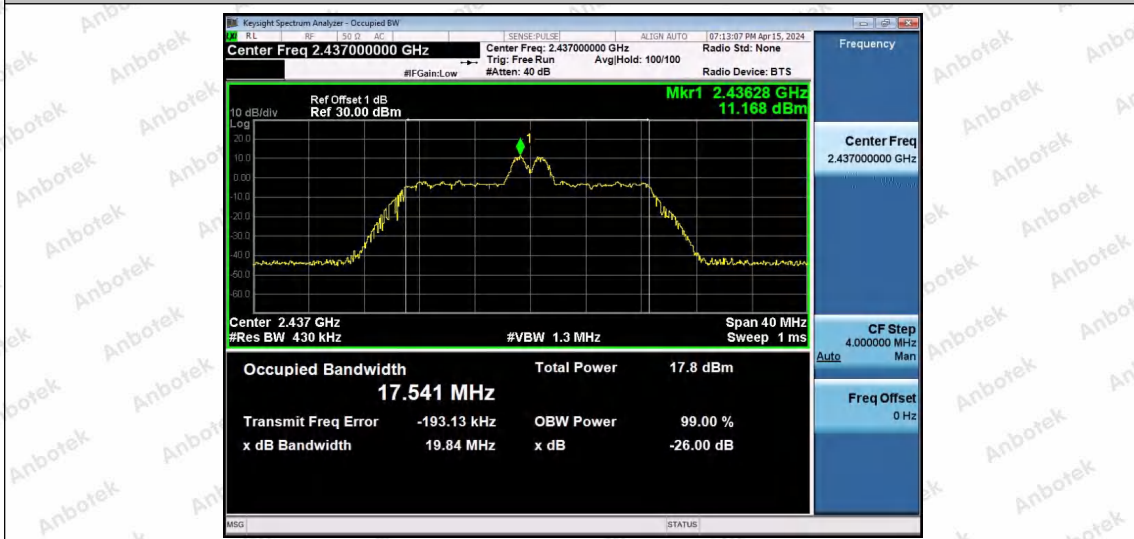 Keysight Spectrum Analyzer - Occupied BW
RL RF 50 Ω AC SENSE:PULSE ALIGN AUTO 07:13:07 PM Apr 15, 2024
Center Freq 2.437000000 GHz
Center Freq: 2.437000000 GHz
Radio Std: None
Trig: Free Run Avg|Hold: 100/100
#IFGain:Low #Atten: 40 dB Radio Device: BTS
Frequency
Mkr1 2.43628 GHz
11.168 dBm
Ref Offset 1 dB
10 dB/div Ref 30.00 dBm
Log
20.0
10.0
0.00
-10.0
-20.0
-30.0
-40.0
-50.0
-60.0
1
Center 2.437 GHz Span 40 MHz
#Res BW 430 kHz #VBW 1.3 MHz Sweep 1 ms
Center Freq
2.437000000 GHz
CF Step
4.000000 MHz
Auto Man
Freq Offset
0 Hz
Occupied Bandwidth Total Power 17.8 dBm
17.541 MHz
Transmit Freq Error -193.13 kHz OBW Power 99.00 %
x dB Bandwidth 19.84 MHz x dB -26.00 dB
MSG STATUS
Anbotek